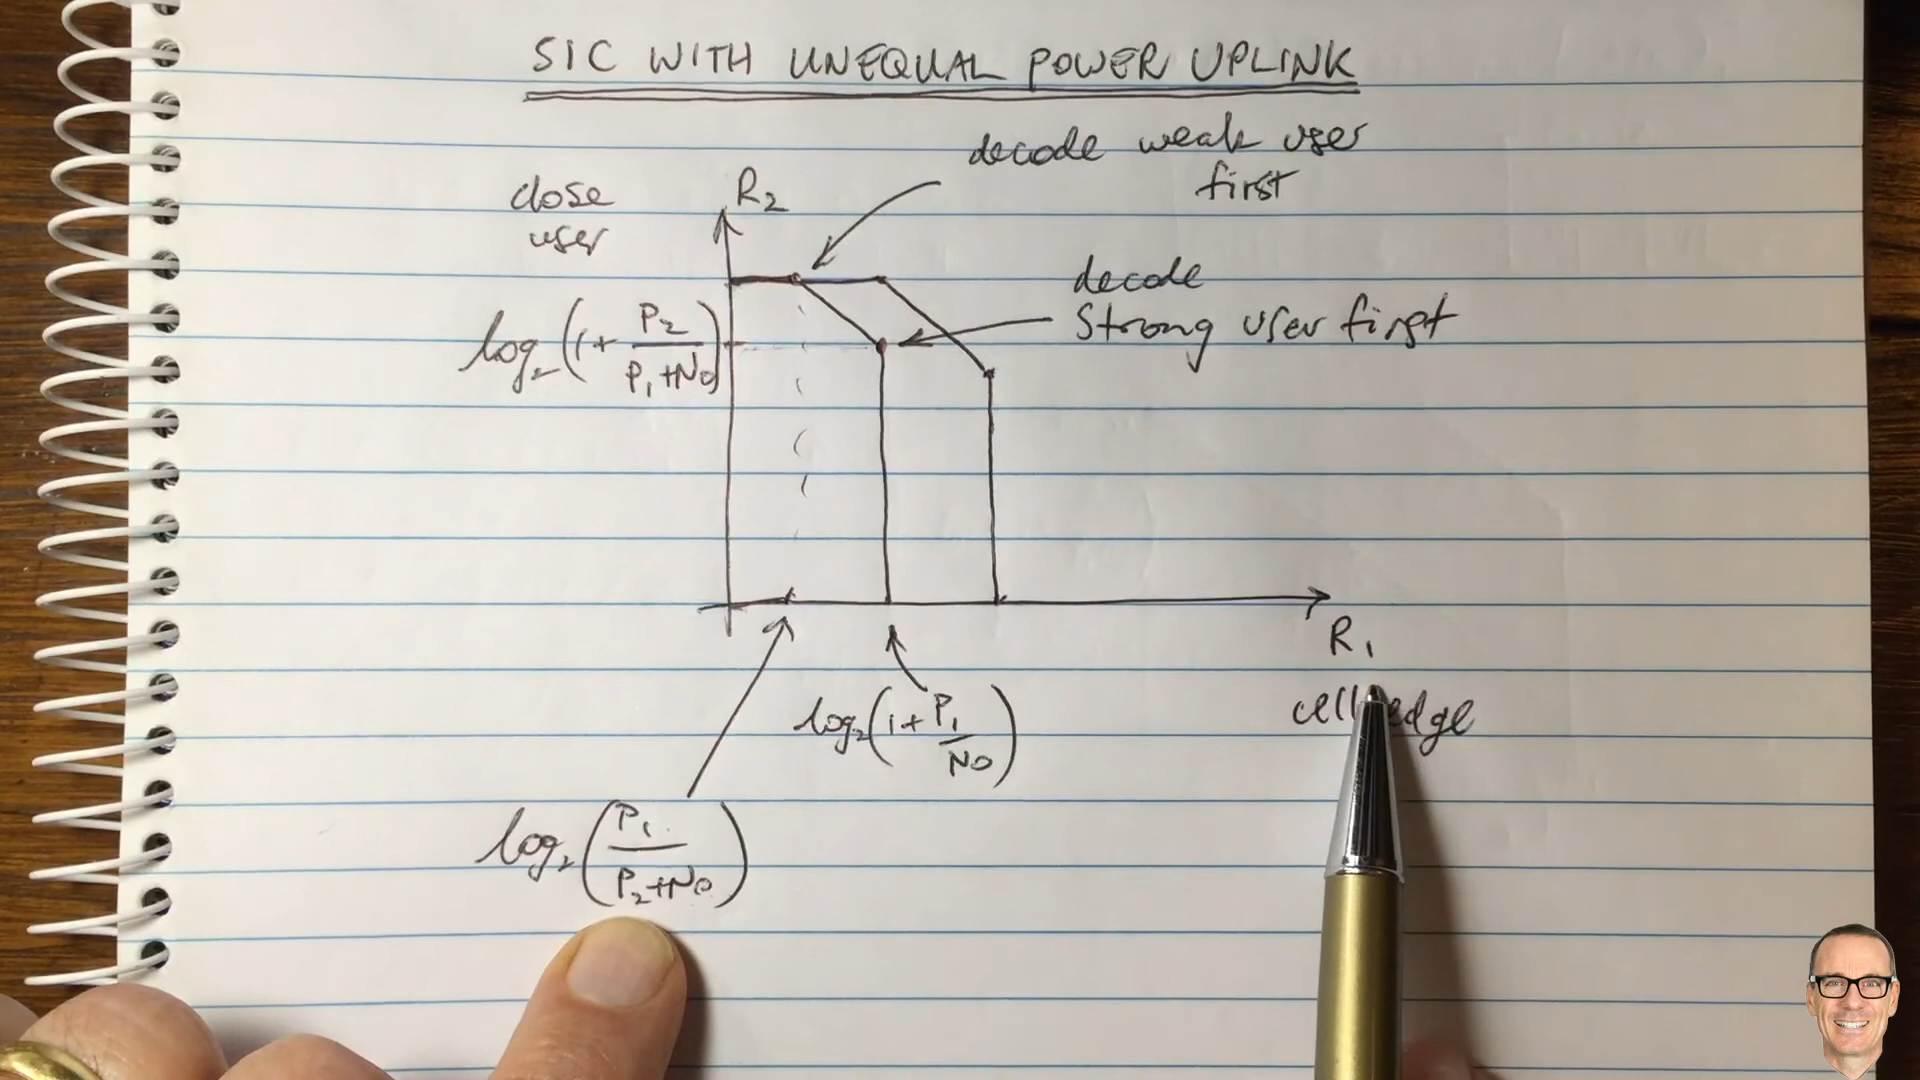 SIC WITH UNEQUAL POWER UPLINK
decode weak user
first
close
user
R₂
decode
Strong user first
log₂(1+P₂/(P₁+N₀))
R₁
cell edge
log₂(1+P₁/N₀)
log₂(P₁/(P₂+N₀))